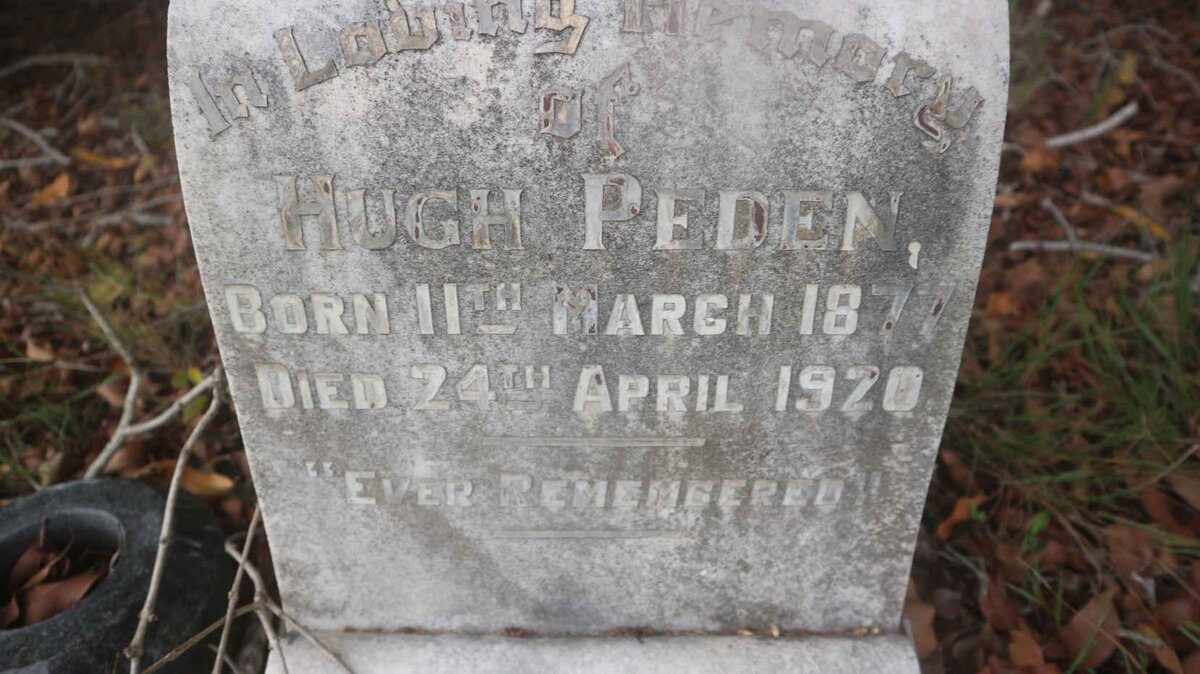 In Loving Memory
of
HUGH PEDEN,
BORN 11TH MARCH 1877
DIED 24TH APRIL 1920
"EVER REMEMBERED"